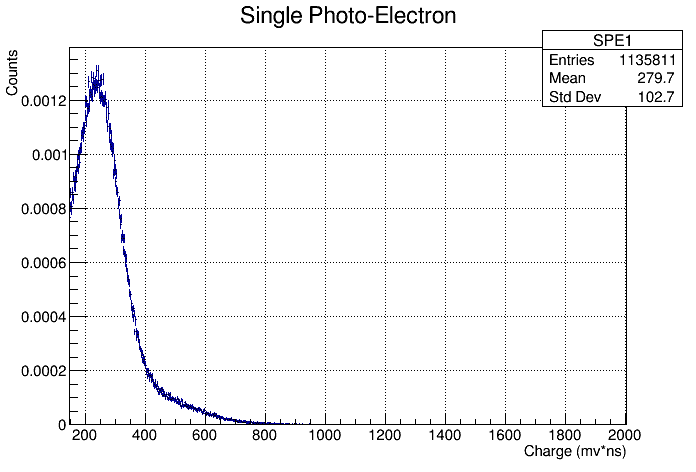 Single Photo-Electron
SPE1
Entries 1135811
Mean 279.7
Std Dev 102.7
Counts
0.0012
0.001
0.0008
0.0006
0.0004
0.0002
0
200 400 600 800 1000 1200 1400 1600 1800 2000
Charge (mv*ns)